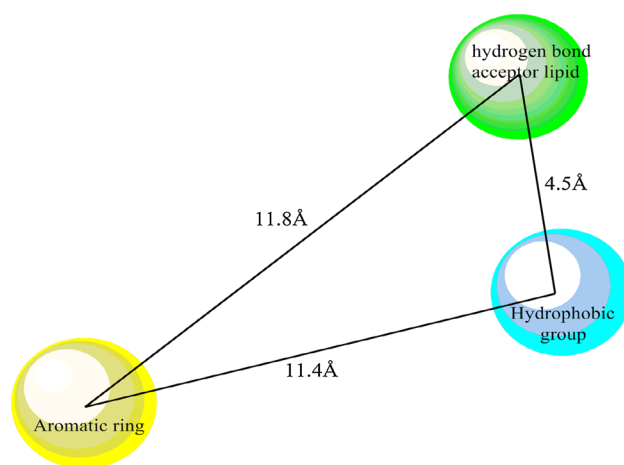 hydrogen bond
acceptor lipid
4.5Å
11.8Å
Hydrophobic
group
11.4Å
Aromatic ring